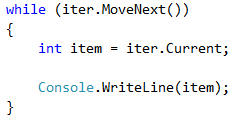 while (iter.MoveNext())
{
    int item = iter.Current;

    Console.WriteLine(item);
}